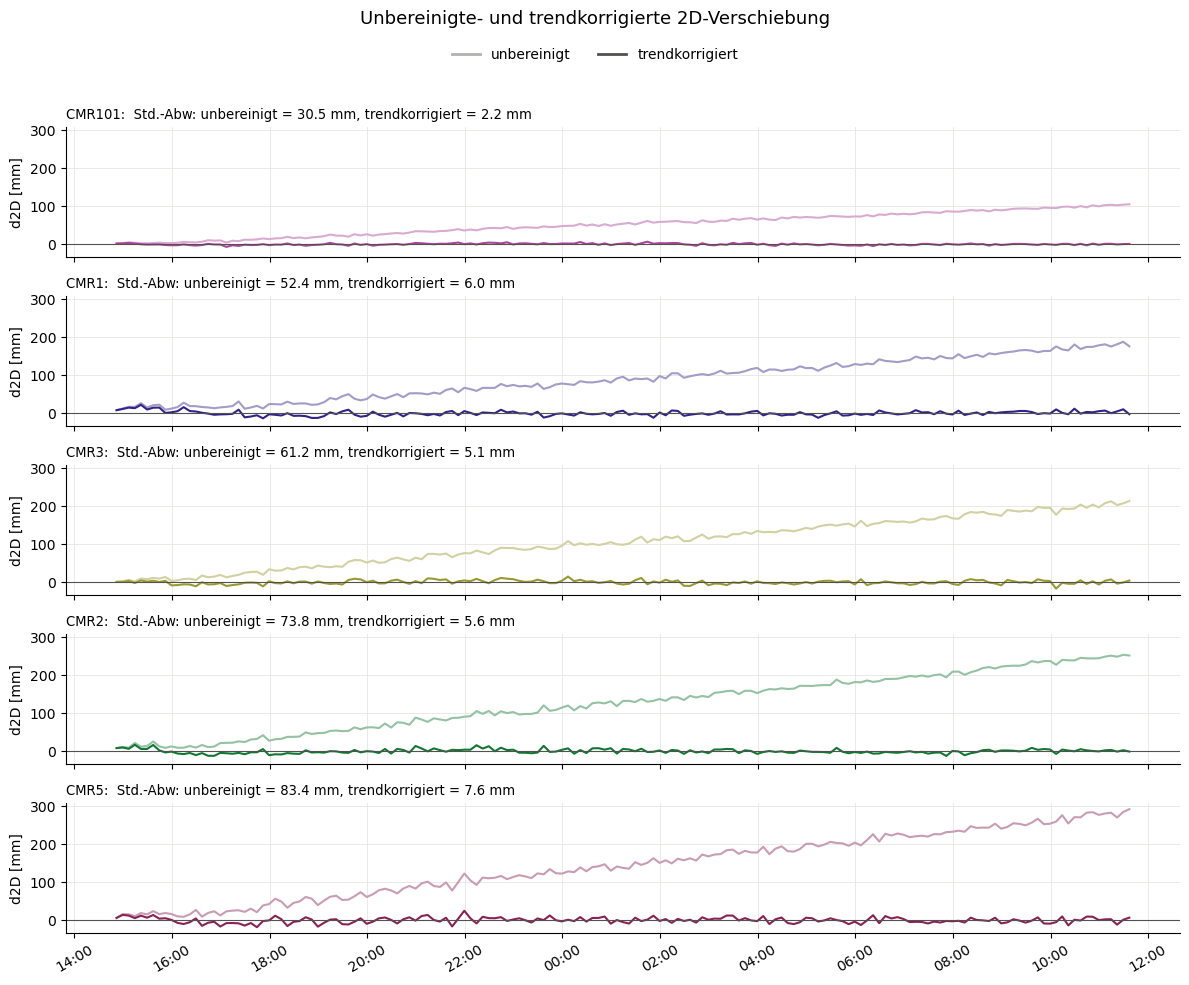 Unbereinigte- und trendkorrigierte 2D-Verschiebung
unbereinigt trendkorrigiert
CMR101:  Std.-Abw: unbereinigt = 30.5 mm, trendkorrigiert = 2.2 mm
300
200
100
0
d2D [mm]
CMR1:  Std.-Abw: unbereinigt = 52.4 mm, trendkorrigiert = 6.0 mm
300
200
100
0
d2D [mm]
CMR3:  Std.-Abw: unbereinigt = 61.2 mm, trendkorrigiert = 5.1 mm
300
200
100
0
d2D [mm]
CMR2:  Std.-Abw: unbereinigt = 73.8 mm, trendkorrigiert = 5.6 mm
300
200
100
0
d2D [mm]
CMR5:  Std.-Abw: unbereinigt = 83.4 mm, trendkorrigiert = 7.6 mm
300
200
100
0
d2D [mm]
14:00 16:00 18:00 20:00 22:00 00:00 02:00 04:00 06:00 08:00 10:00 12:00